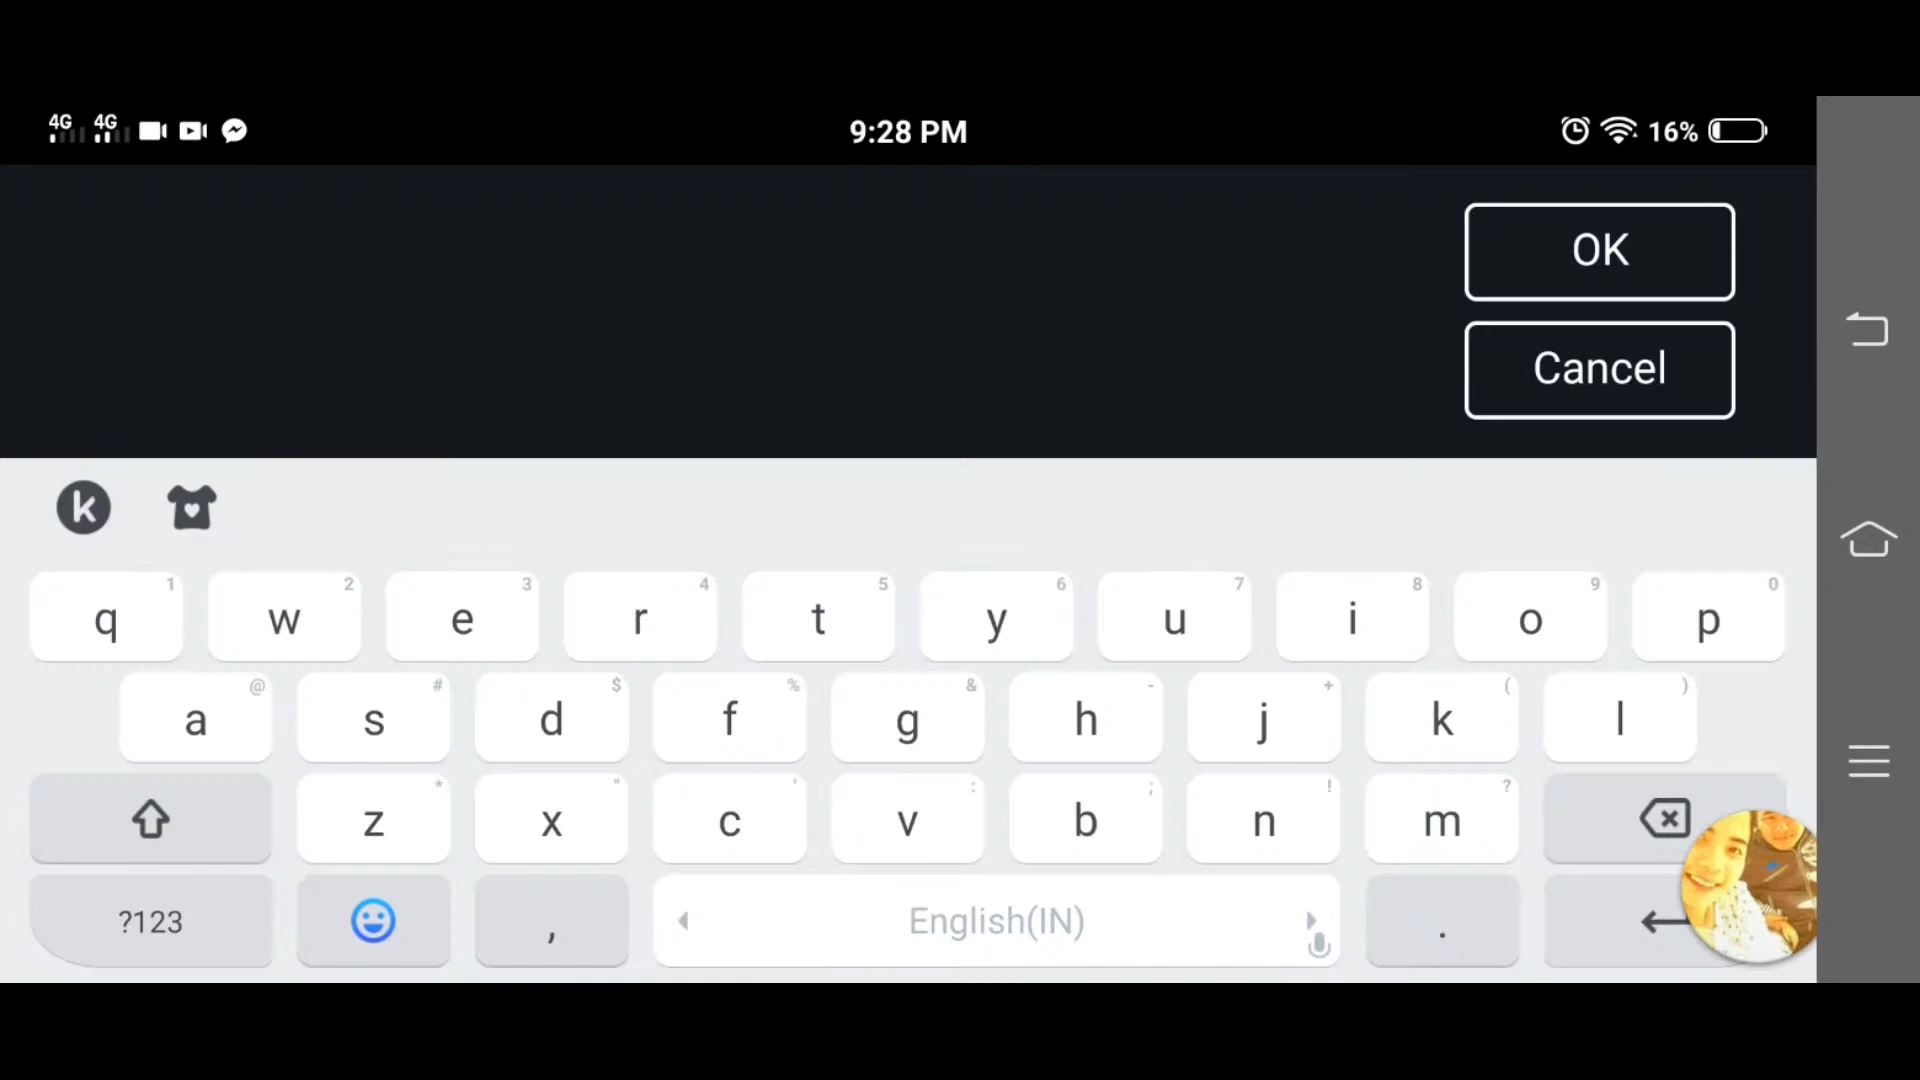 4G 4G 9:28 PM 16%
OK
Cancel
k
q 1 w 2 e 3 r 4 t 5 y 6 u 7 i 8 o 9 p 0
a @ s # d $ f % g & h - j + k ( l )
z * x " c ' v : b ; n ! m ?
?123 , English(IN) .